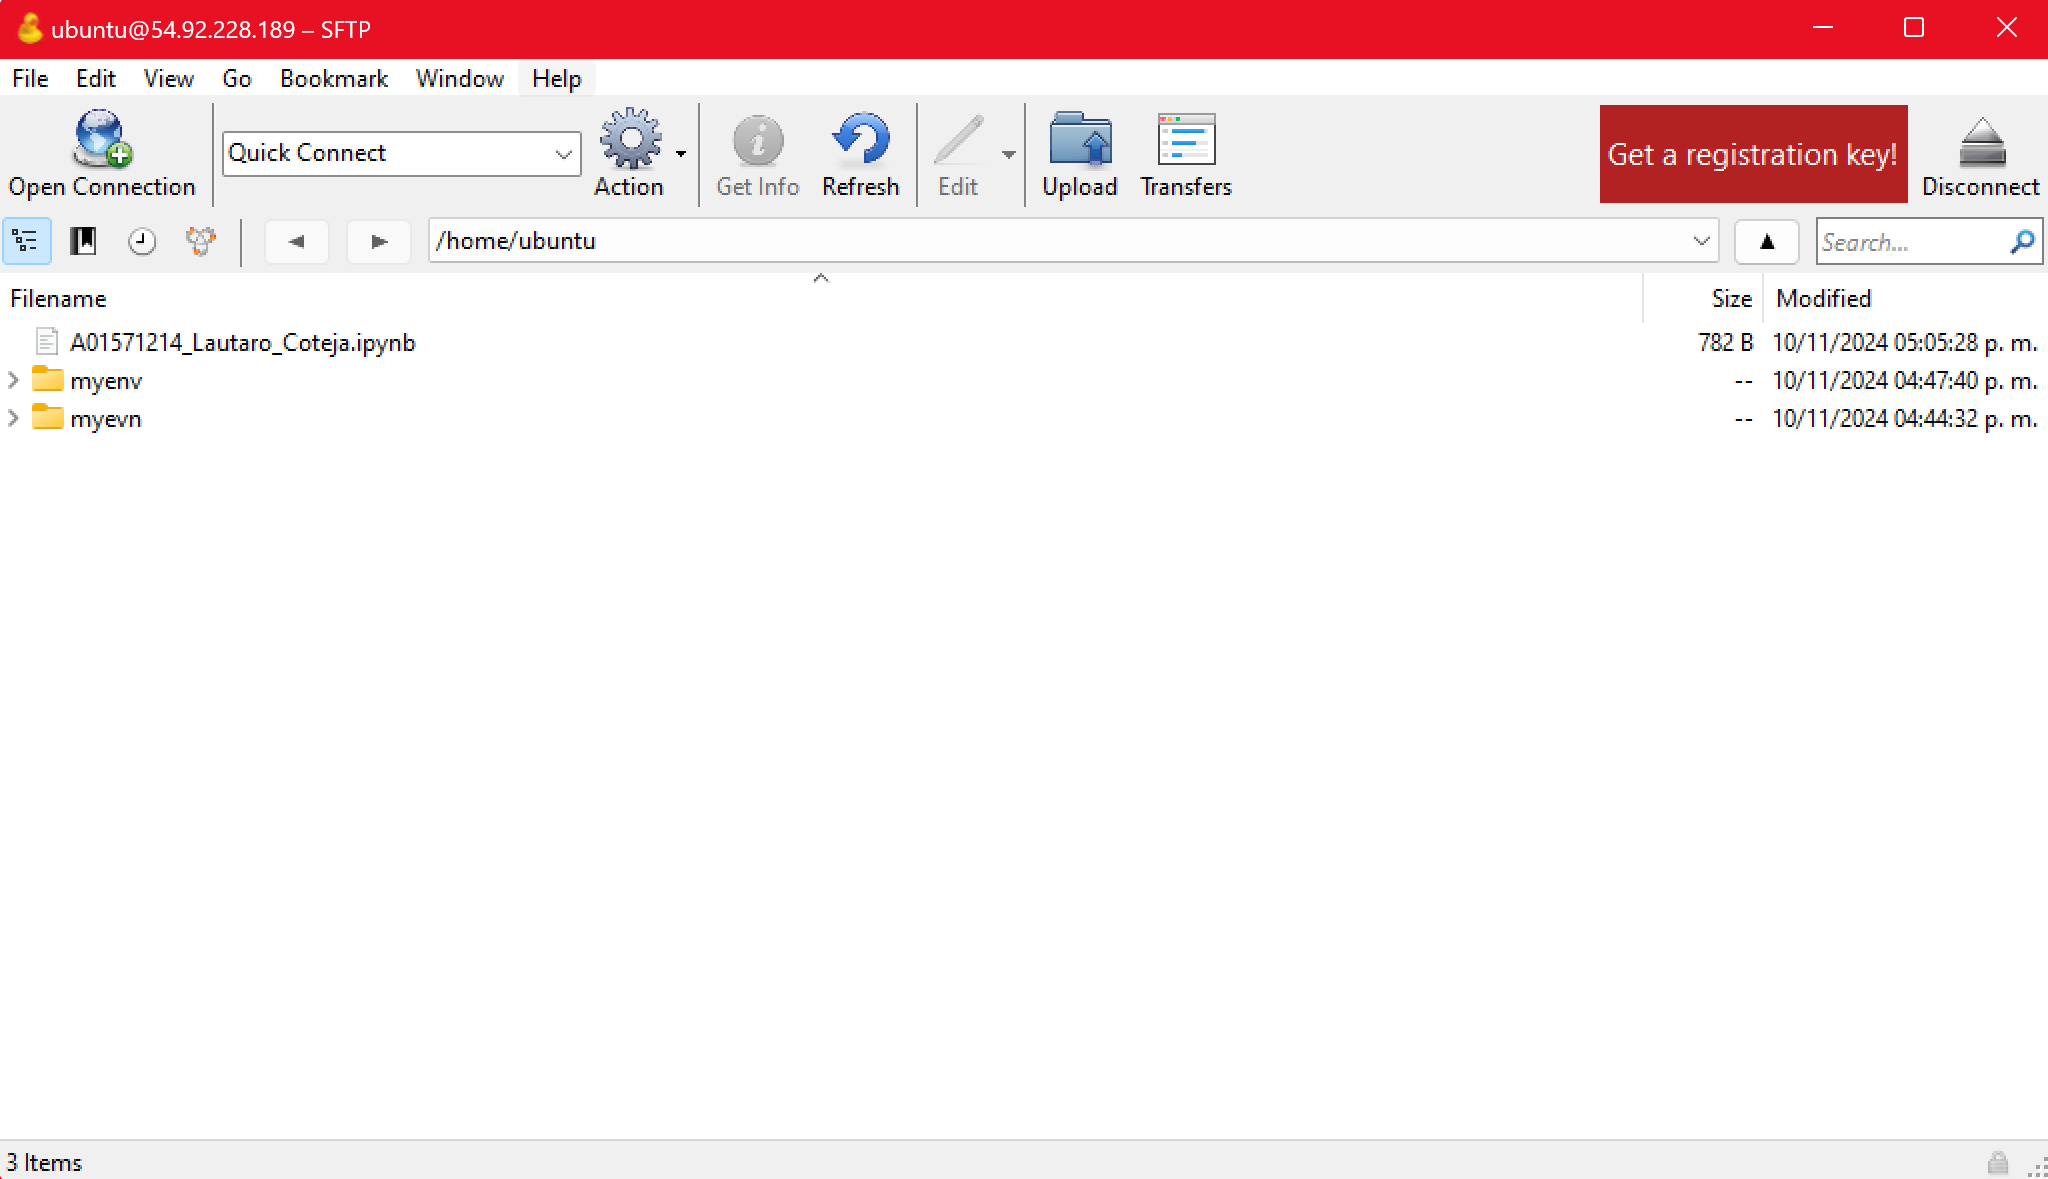 ubuntu@54.92.228.189 – SFTP
File Edit View Go Bookmark Window Help
Open Connection Quick Connect Action Get Info Refresh Edit Upload Transfers Get a registration key! Disconnect
/home/ubuntu Search...
Filename Size Modified
A01571214_Lautaro_Coteja.ipynb 782 B 10/11/2024 05:05:28 p. m.
myenv -- 10/11/2024 04:47:40 p. m.
myevn -- 10/11/2024 04:44:32 p. m.
3 Items